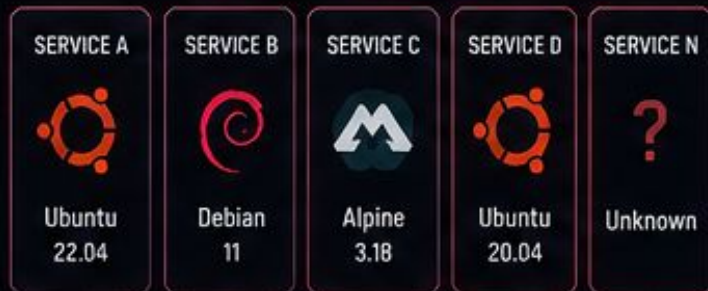 SERVICE A
Ubuntu
22.04
SERVICE B
Debian
11
SERVICE C
Alpine
3.18
SERVICE D
Ubuntu
20.04
SERVICE N
?
Unknown